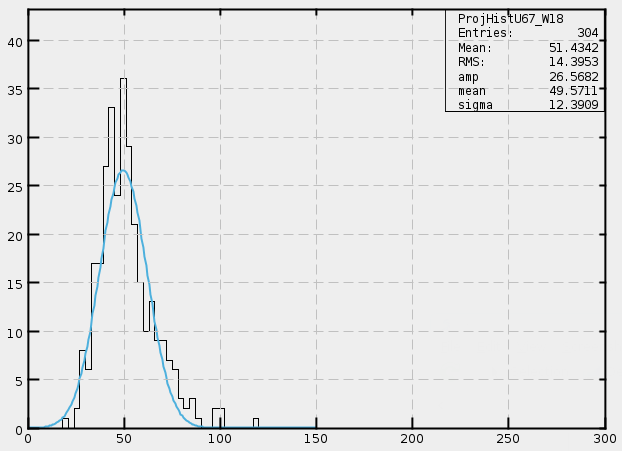 ProjHistU67_W18
Entries: 304
Mean: 51.4342
RMS: 14.3953
amp 26.5682
mean 49.5711
sigma 12.3909
40
35
30
25
20
15
10
5
0
0 50 100 150 200 250 300